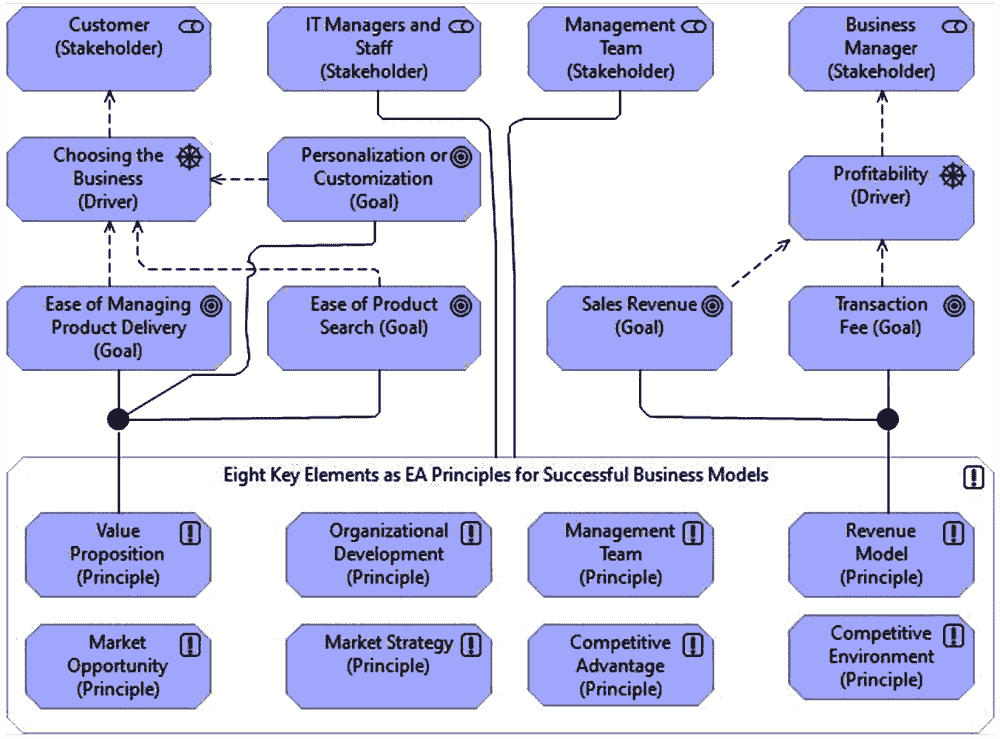 Customer
(Stakeholder)
IT Managers and
Staff
(Stakeholder)
Management
Team
(Stakeholder)
Business
Manager
(Stakeholder)
Choosing the
Business
(Driver)
Personalization or
Customization
(Goal)
Profitability
(Driver)
Ease of Managing
Product Delivery
(Goal)
Ease of Product
Search (Goal)
Sales Revenue
(Goal)
Transaction
Fee (Goal)
Eight Key Elements as EA Principles for Successful Business Models
Value
Proposition
(Principle)
Organizational
Development
(Principle)
Management
Team
(Principle)
Revenue
Model
(Principle)
Market
Opportunity
(Principle)
Market Strategy
(Principle)
Competitive
Advantage
(Principle)
Competitive
Environment
(Principle)